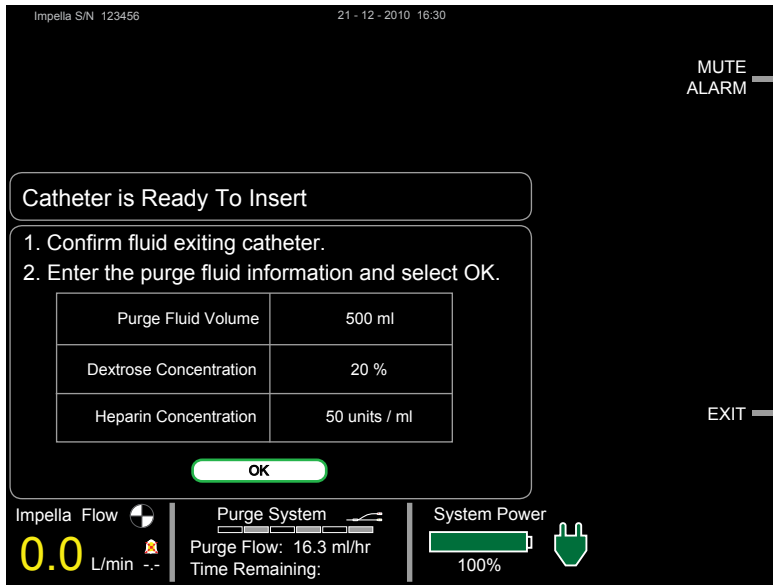 Impella S/N 123456
21 - 12 - 2010 16:30
MUTE
ALARM
Catheter is Ready To Insert
1. Confirm fluid exiting catheter.
2. Enter the purge fluid information and select OK.
Purge Fluid Volume 500 ml
Dextrose Concentration 20 %
Heparin Concentration 50 units / ml
EXIT
OK
Impella Flow
0.0 L/min -.-
Purge System
Purge Flow: 16.3 ml/hr
Time Remaining:
System Power
100%